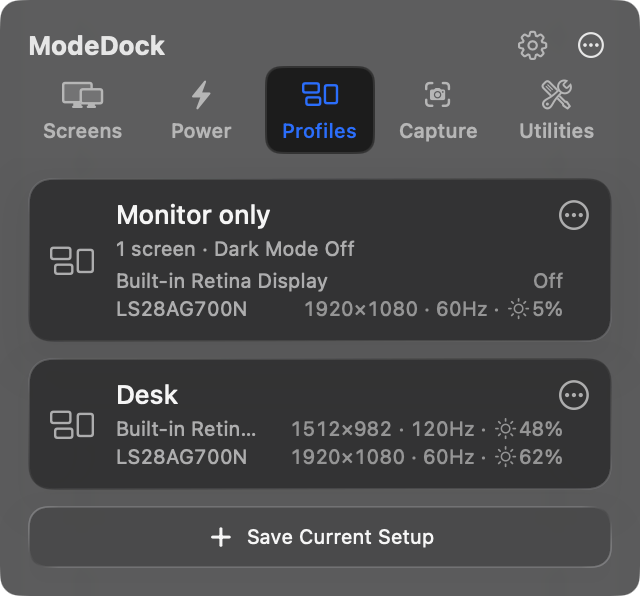 ModeDock
Screens
Power
Profiles
Capture
Utilities
Monitor only
1 screen · Dark Mode Off
Built-in Retina Display Off
LS28AG700N 1920×1080 · 60Hz · 5%
Desk
Built-in Retin... 1512×982 · 120Hz · 48%
LS28AG700N 1920×1080 · 60Hz · 62%
+ Save Current Setup